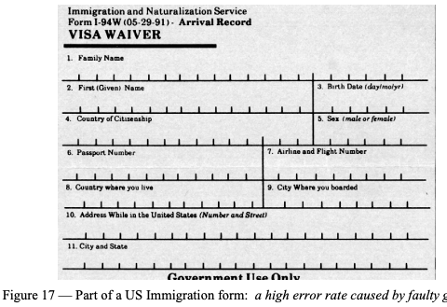 Immigration and Naturalization Service
Form I-94W (05-29-91) - Arrival Record
VISA WAIVER
1. Family Name
2. First (Given) Name
3. Birth Date (day/mo/yr)
4. Country of Citizenship
5. Sex (male or female)
6. Passport Number
7. Airline and Flight Number
8. Country where you live
9. City Where you boarded
10. Address While in the United States (Number and Street)
11. City and State
Government Use Only
Figure 17 — Part of a US Immigration form: a high error rate caused by faulty